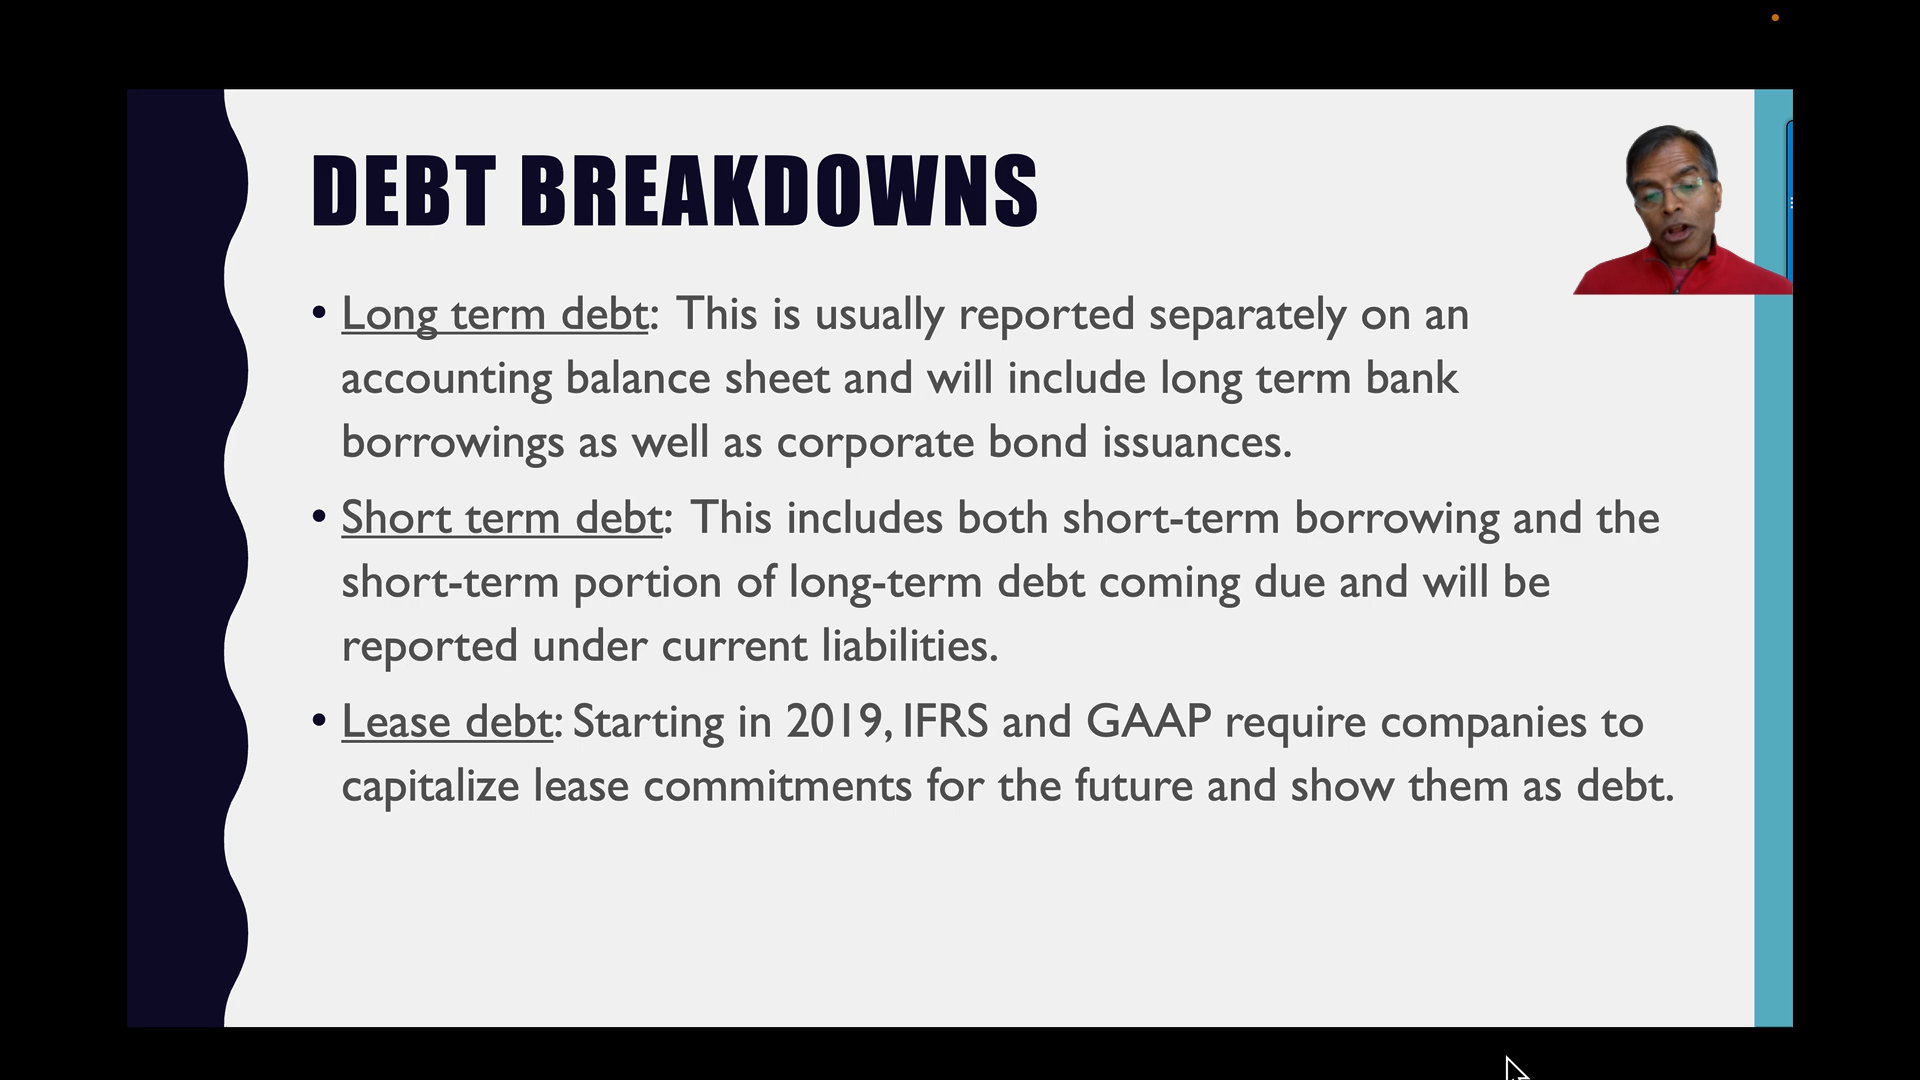 DEBT BREAKDOWNS
• Long term debt: This is usually reported separately on an
accounting balance sheet and will include long term bank
borrowings as well as corporate bond issuances.
• Short term debt: This includes both short-term borrowing and the
short-term portion of long-term debt coming due and will be
reported under current liabilities.
• Lease debt: Starting in 2019, IFRS and GAAP require companies to
capitalize lease commitments for the future and show them as debt.